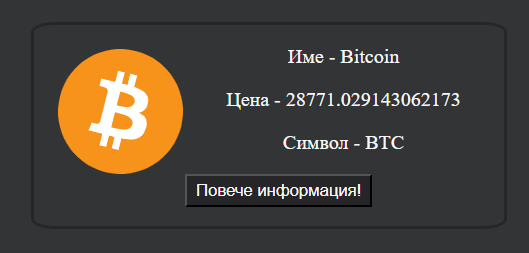 Име - Bitcoin
Цена - 28771.029143062173
Символ - BTC
Повече информация!